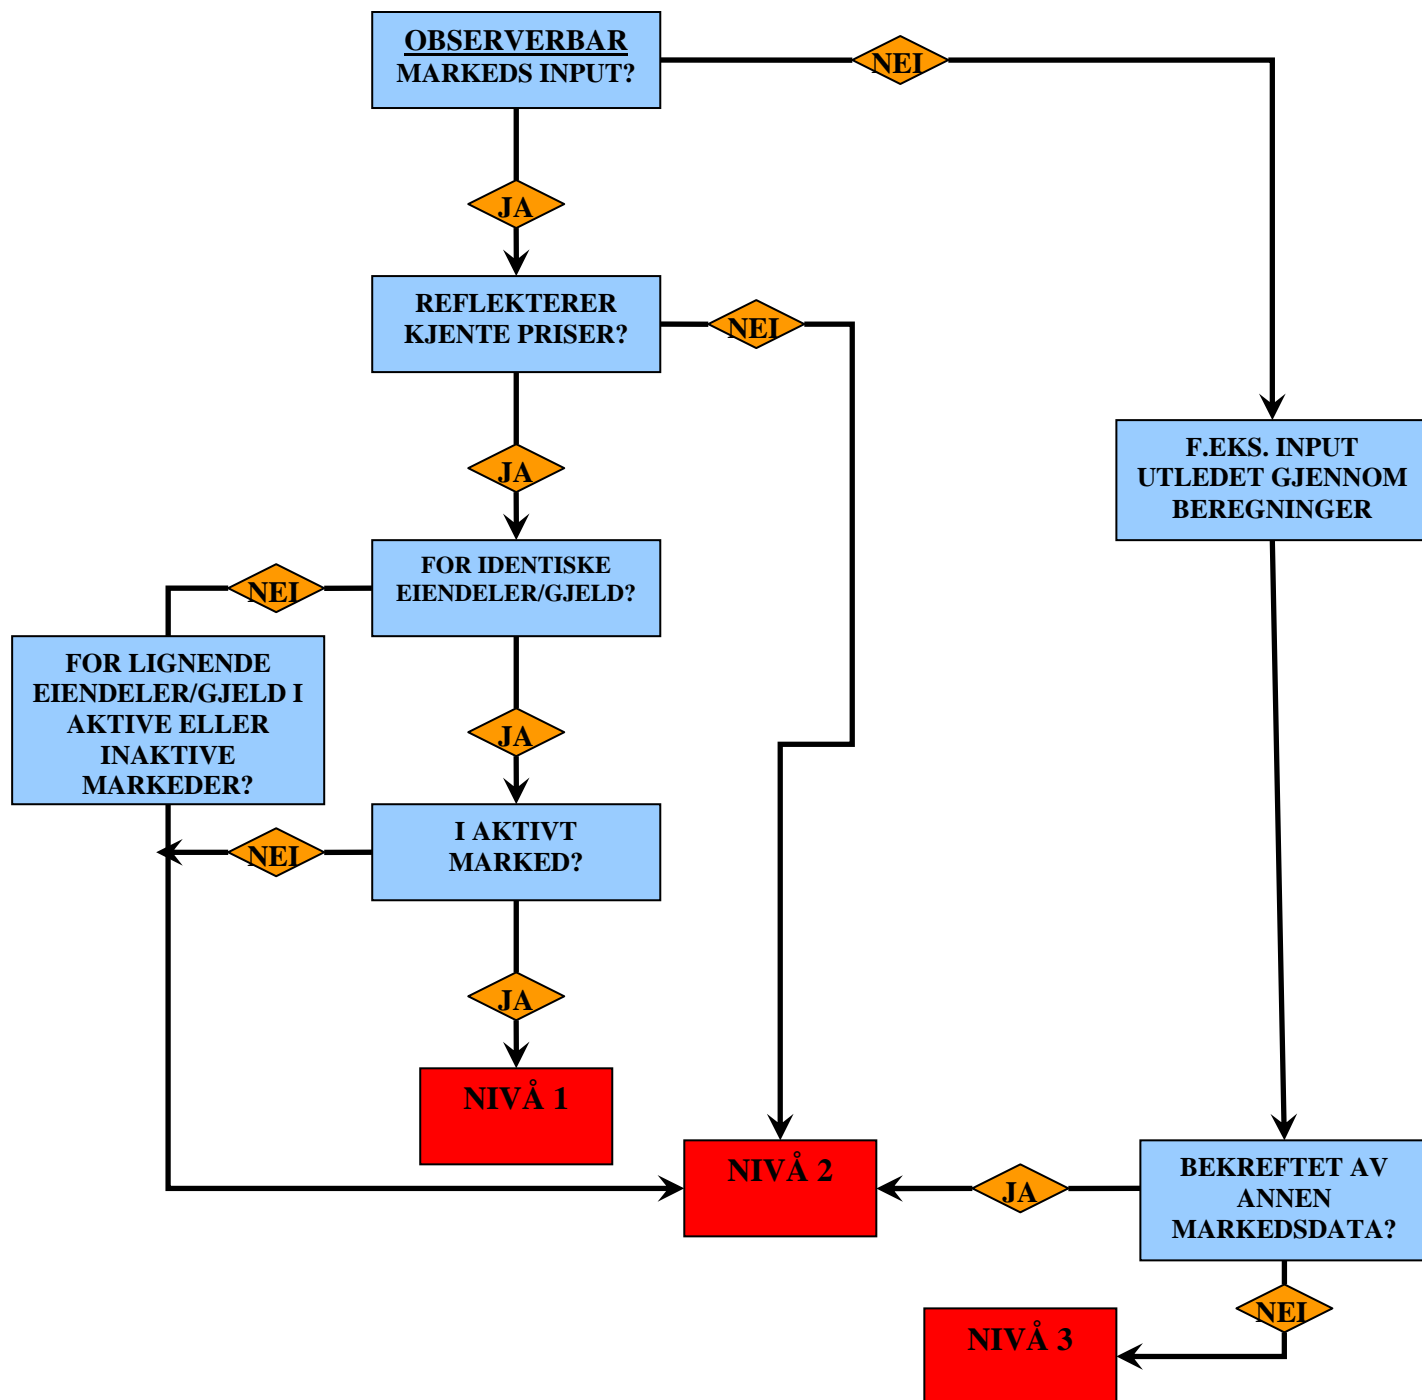 OBSERVERBAR
MARKEDS INPUT?
NEI
JA
REFLEKTERER
KJENTE PRISER?
NEI
JA
F.EKS. INPUT
UTLEDET GJENNOM
BEREGNINGER
FOR IDENTISKE
EIENDELER/GJELD?
NEI
FOR LIGNENDE
EIENDELER/GJELD I
AKTIVE ELLER
INAKTIVE
MARKEDER?
JA
I AKTIVT
MARKED?
NEI
JA
NIVÅ 1
NIVÅ 2
JA
BEKREFTET AV
ANNEN
MARKEDSDATA?
NEI
NIVÅ 3